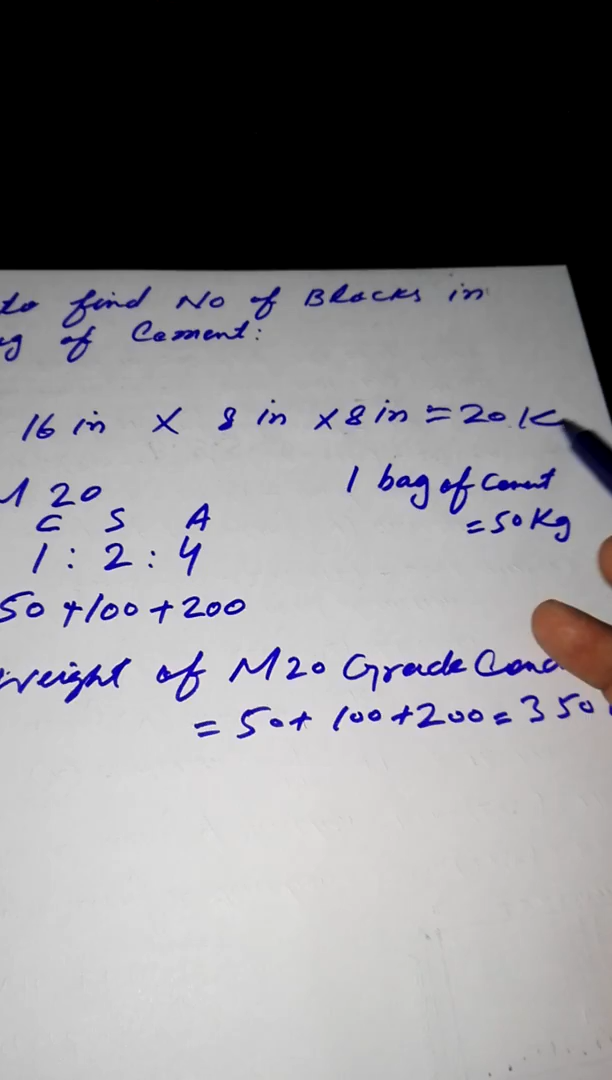 to find No of Blocks in
g of Cement:
16 in X 8 in x 8 in = 20 K
M 20
1 bag of Cement
= 50 Kg
C S A
1 : 2 : 4
50 + 100 + 200
weight of M20 Grade Conc
= 50 + 100 + 200 = 350